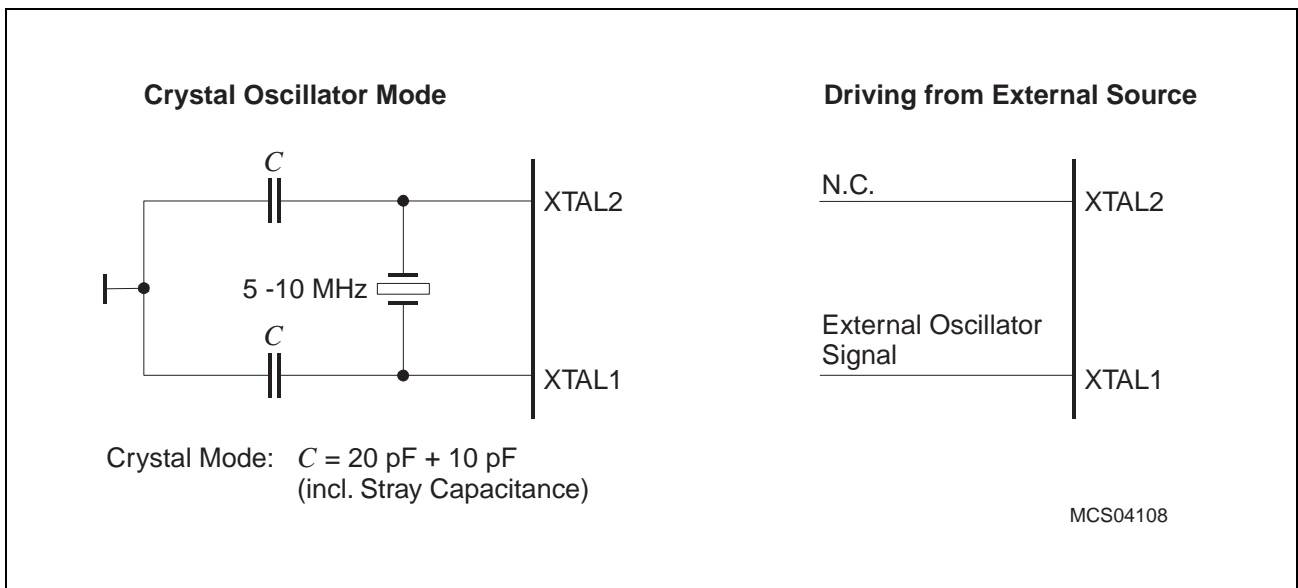 Crystal Oscillator Mode
C
XTAL2
5 -10 MHz
C
XTAL1
Crystal Mode: C = 20 pF + 10 pF
(incl. Stray Capacitance)
Driving from External Source
N.C.
XTAL2
External Oscillator
Signal
XTAL1
MCS04108